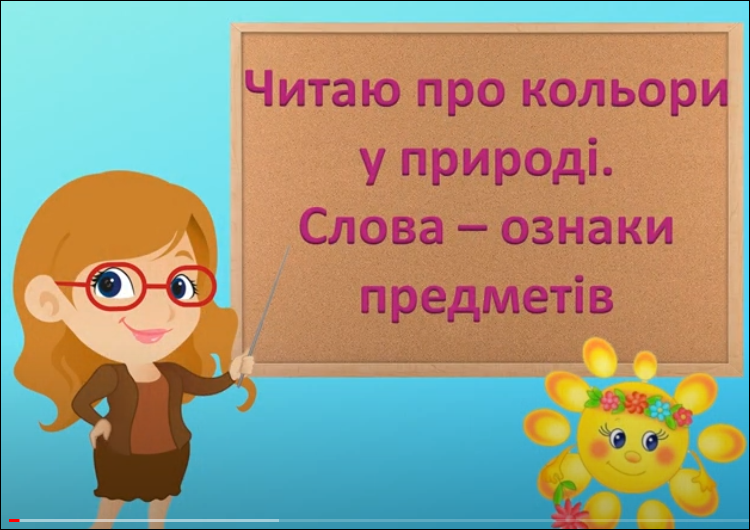 Читаю про кольори
у природі.
Слова – ознаки
предметів